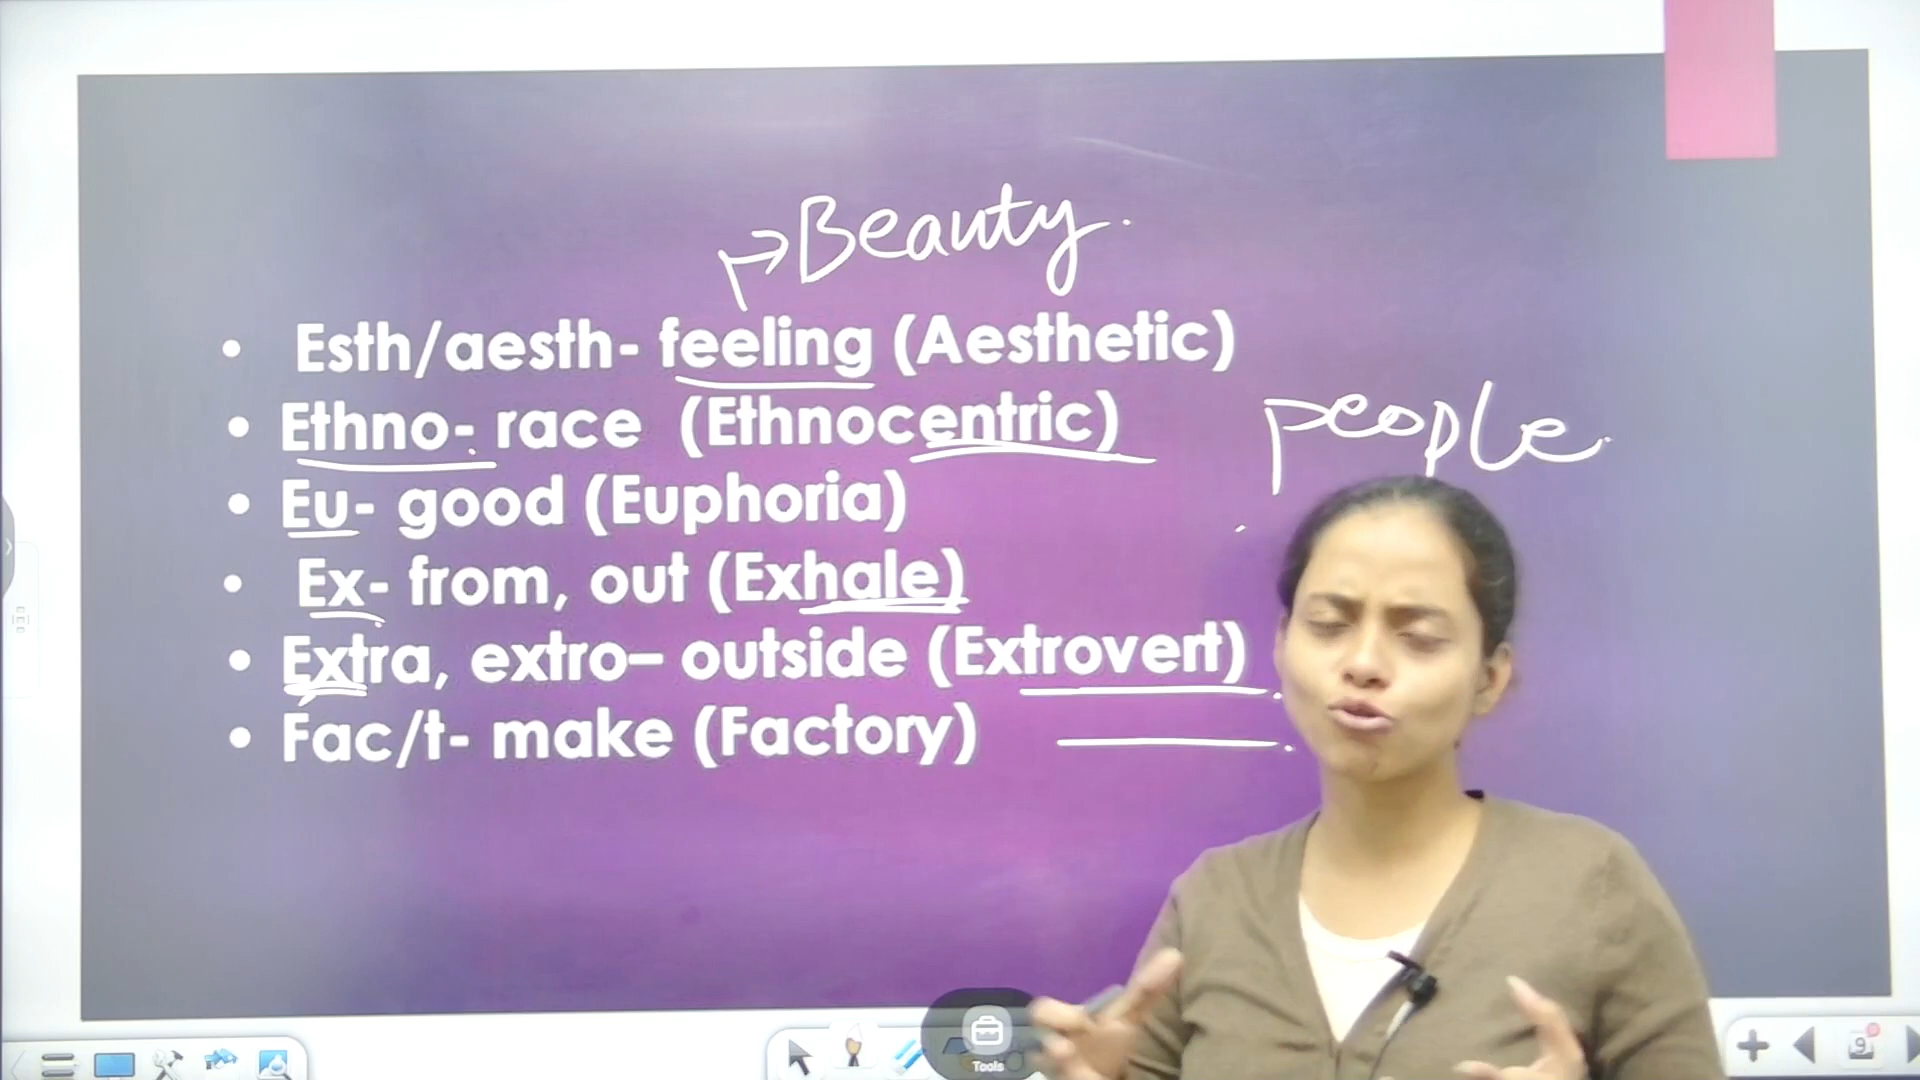 →Beauty.
• Esth/aesth- feeling (Aesthetic)
• Ethno- race (Ethnocentric)
people.
• Eu- good (Euphoria)
• Ex- from, out (Exhale)
• Extra, extro– outside (Extrovert)
• Fac/t- make (Factory)
Tools
9